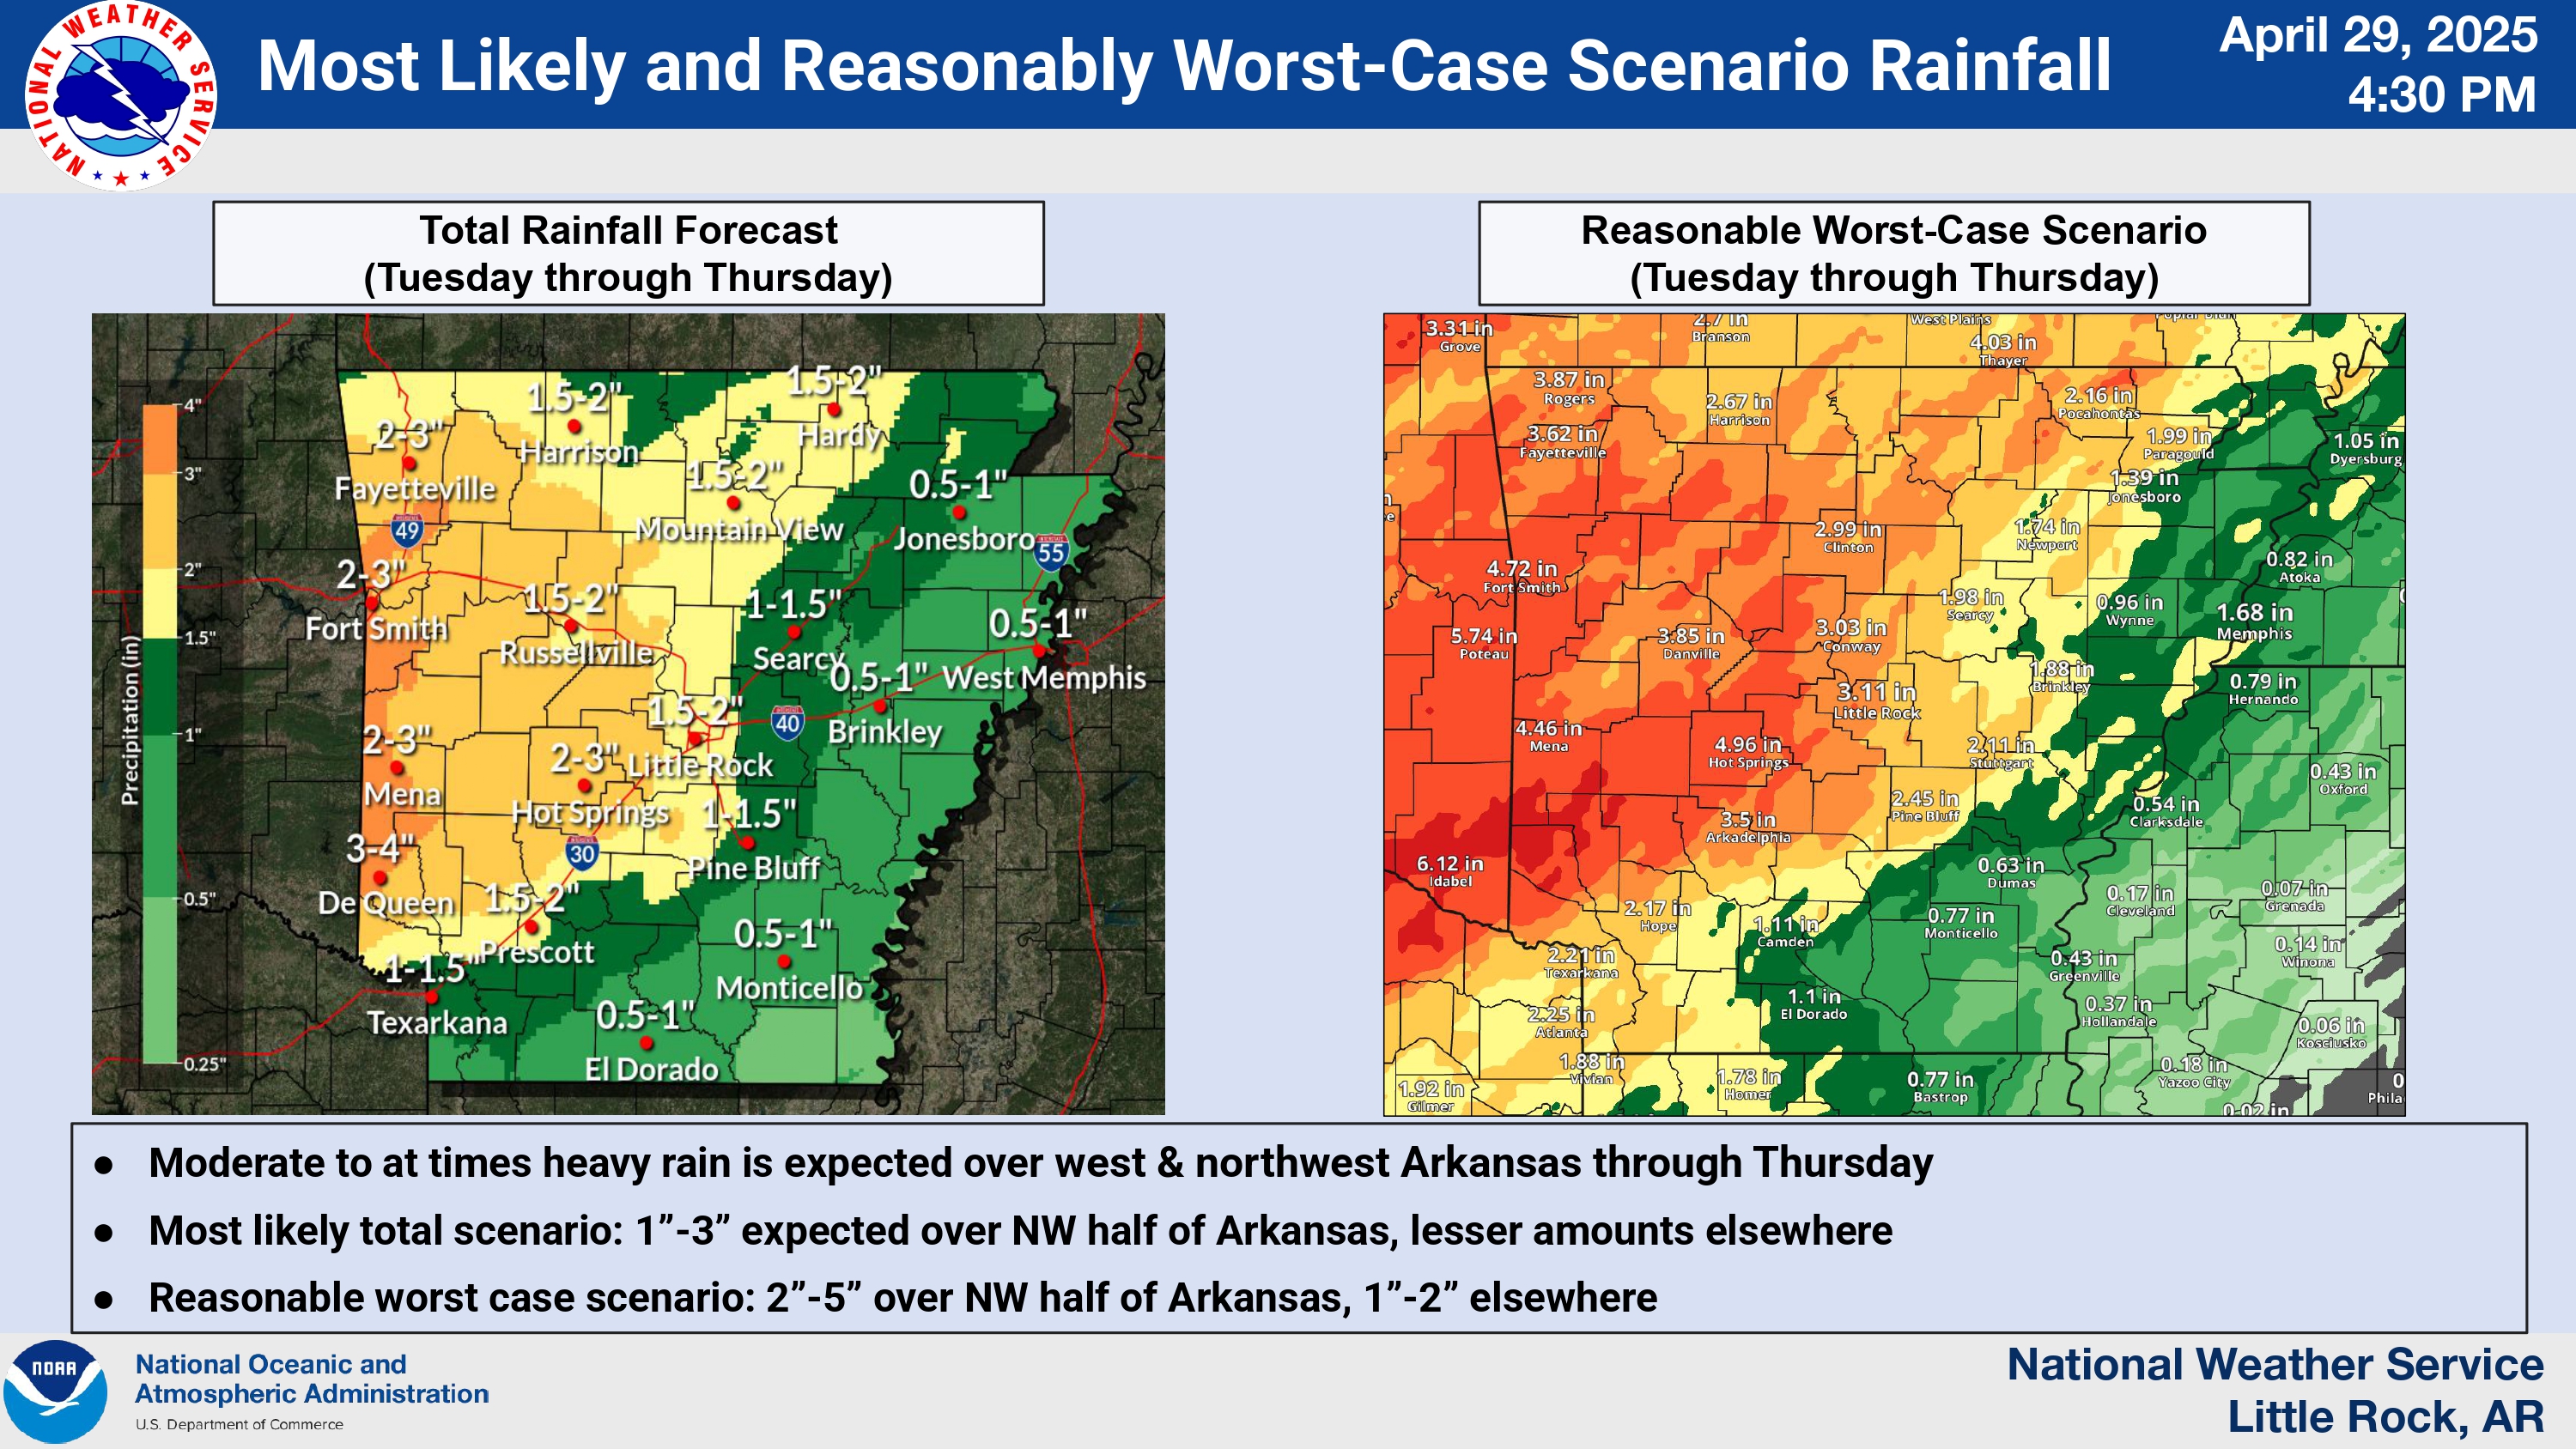 NATIONAL WEATHER SERVICE
Most Likely and Reasonably Worst-Case Scenario Rainfall
April 29, 2025
4:30 PM
Total Rainfall Forecast
(Tuesday through Thursday)
Precipitation (in)
4"
3"
2"
1.5"
1"
0.5"
0.25"
2-3"
Fayetteville
1.5-2"
Harrison
1.5-2"
Hardy
1.5-2"
Mountain View
0.5-1"
Jonesboro
49
55
2-3"
Fort Smith
1.5-2"
Russellville
1-1.5"
Searcy
0.5-1"
West Memphis
0.5-1"
Brinkley
40
1.5-2"
Little Rock
2-3"
Mena
2-3"
Hot Springs
1-1.5"
Pine Bluff
30
3-4"
De Queen
1.5-2"
Prescott
1-1.5"
Texarkana
0.5-1"
Monticello
0.5-1"
El Dorado
Reasonable Worst-Case Scenario
(Tuesday through Thursday)
3.31 in
Grove
2.7 in
Branson
West Plains
4.03 in
Thayer
Poplar Bluff
3.87 in
Rogers
2.67 in
Harrison
2.16 in
Pocahontas
3.62 in
Fayetteville
1.99 in
Paragould
1.05 in
Dyersburg
1.39 in
Jonesboro
2.99 in
Clinton
1.74 in
Newport
4.72 in
Fort Smith
0.82 in
Atoka
1.98 in
Searcy
0.96 in
Wynne
1.68 in
Memphis
5.74 in
Poteau
3.85 in
Danville
3.03 in
Conway
1.88 in
Brinkley
0.79 in
Hernando
3.11 in
Little Rock
4.46 in
Mena
4.96 in
Hot Springs
2.11 in
Stuttgart
0.43 in
Oxford
2.45 in
Pine Bluff
0.54 in
Clarksdale
3.5 in
Arkadelphia
6.12 in
Idabel
0.63 in
Dumas
0.17 in
Cleveland
0.07 in
Grenada
2.17 in
Hope
1.11 in
Camden
0.77 in
Monticello
0.14 in
Winona
2.21 in
Texarkana
0.43 in
Greenville
1.1 in
El Dorado
0.37 in
Hollandale
2.25 in
Atlanta
0.06 in
Kosciusko
1.88 in
Vivian
1.78 in
Homer
0.77 in
Bastrop
0.18 in
Yazoo City
1.92 in
Gilmer
0.02 in
0
Phila
● Moderate to at times heavy rain is expected over west & northwest Arkansas through Thursday
● Most likely total scenario: 1”-3” expected over NW half of Arkansas, lesser amounts elsewhere
● Reasonable worst case scenario: 2”-5” over NW half of Arkansas, 1”-2” elsewhere
NOAA
National Oceanic and
Atmospheric Administration
U.S. Department of Commerce
National Weather Service
Little Rock, AR